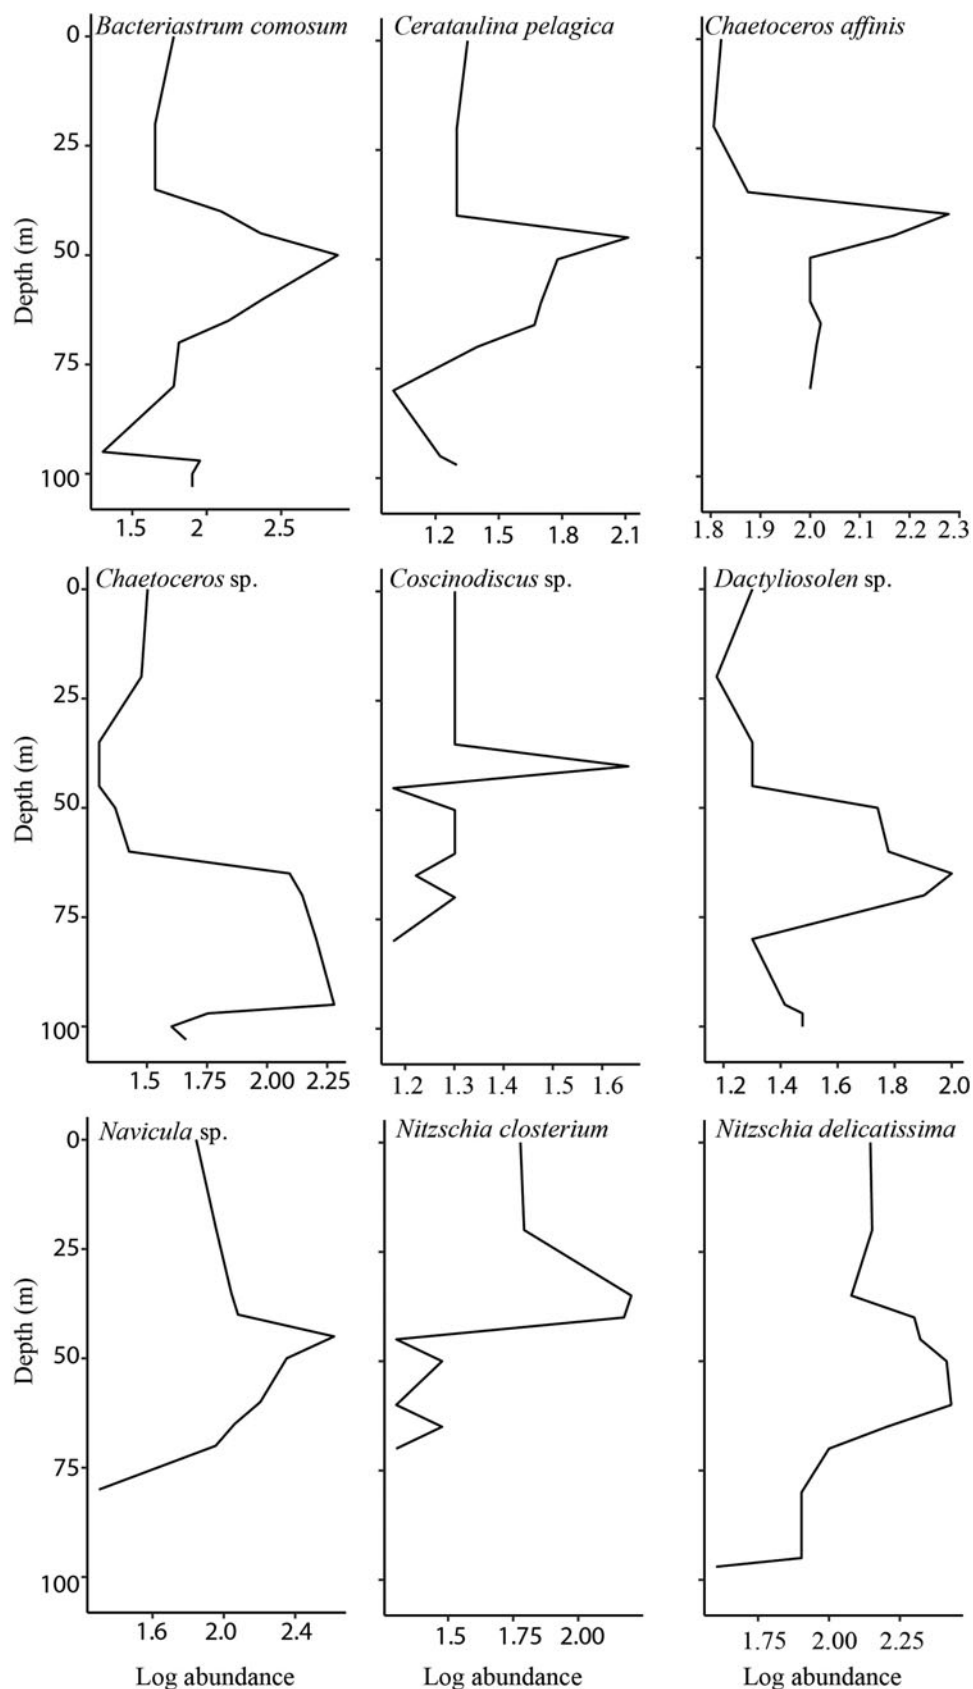 Bacteriastrum comosum
Cerataulina pelagica
Chaetoceros affinis
0
25
50
75
100
Depth (m)
1.5 2 2.5
1.2 1.5 1.8 2.1
1.8 1.9 2.0 2.1 2.2 2.3
Chaetoceros sp.
Coscinodiscus sp.
Dactyliosolen sp.
0
25
50
75
100
Depth (m)
1.5 1.75 2.00 2.25
1.2 1.3 1.4 1.5 1.6
1.2 1.4 1.6 1.8 2.0
Navicula sp.
Nitzschia closterium
Nitzschia delicatissima
0
25
50
75
100
Depth (m)
1.6 2.0 2.4
1.5 1.75 2.00
1.75 2.00 2.25
Log abundance
Log abundance
Log abundance